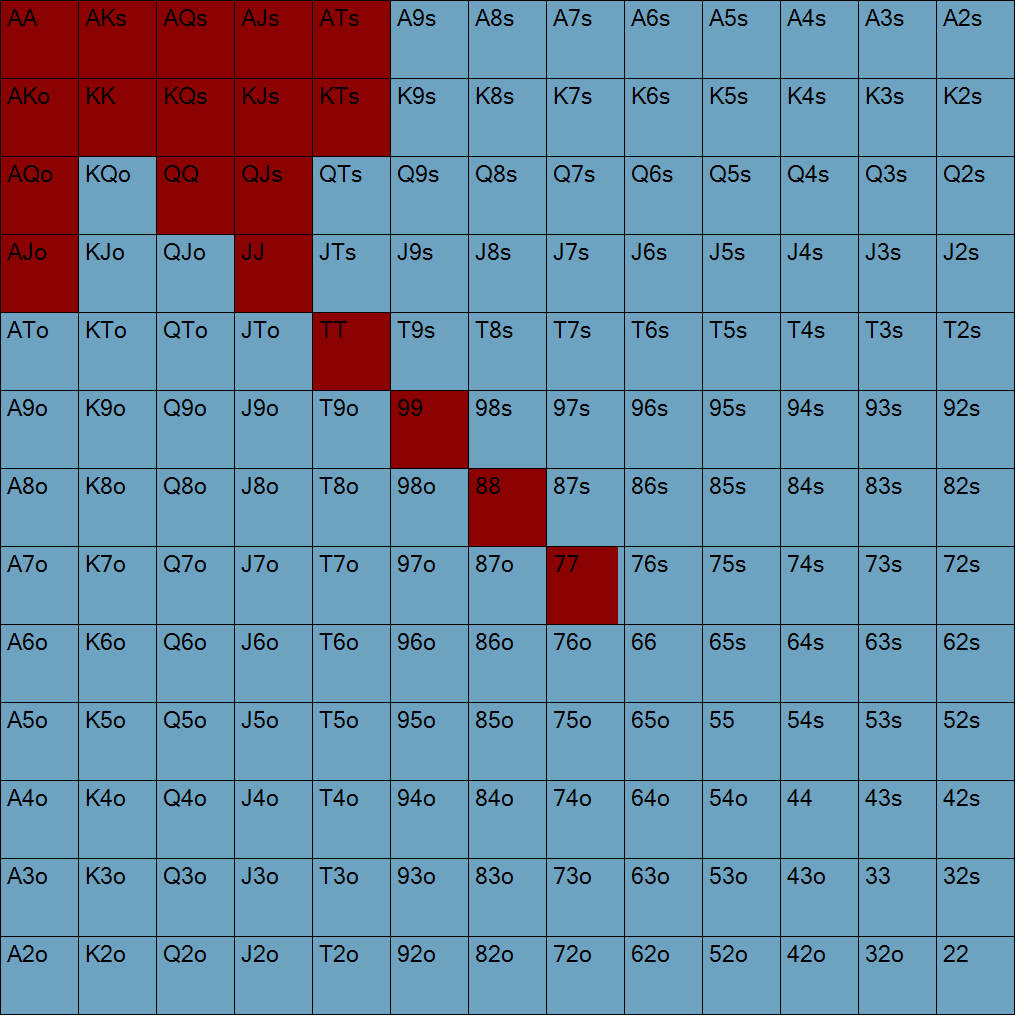 AA AKs AQs AJs ATs A9s A8s A7s A6s A5s A4s A3s A2s
AKo KK KQs KJs KTs K9s K8s K7s K6s K5s K4s K3s K2s
AQo KQo QQ QJs QTs Q9s Q8s Q7s Q6s Q5s Q4s Q3s Q2s
AJo KJo QJo JJ JTs J9s J8s J7s J6s J5s J4s J3s J2s
ATo KTo QTo JTo TT T9s T8s T7s T6s T5s T4s T3s T2s
A9o K9o Q9o J9o T9o 99 98s 97s 96s 95s 94s 93s 92s
A8o K8o Q8o J8o T8o 98o 88 87s 86s 85s 84s 83s 82s
A7o K7o Q7o J7o T7o 97o 87o 77 76s 75s 74s 73s 72s
A6o K6o Q6o J6o T6o 96o 86o 76o 66 65s 64s 63s 62s
A5o K5o Q5o J5o T5o 95o 85o 75o 65o 55 54s 53s 52s
A4o K4o Q4o J4o T4o 94o 84o 74o 64o 54o 44 43s 42s
A3o K3o Q3o J3o T3o 93o 83o 73o 63o 53o 43o 33 32s
A2o K2o Q2o J2o T2o 92o 82o 72o 62o 52o 42o 32o 22